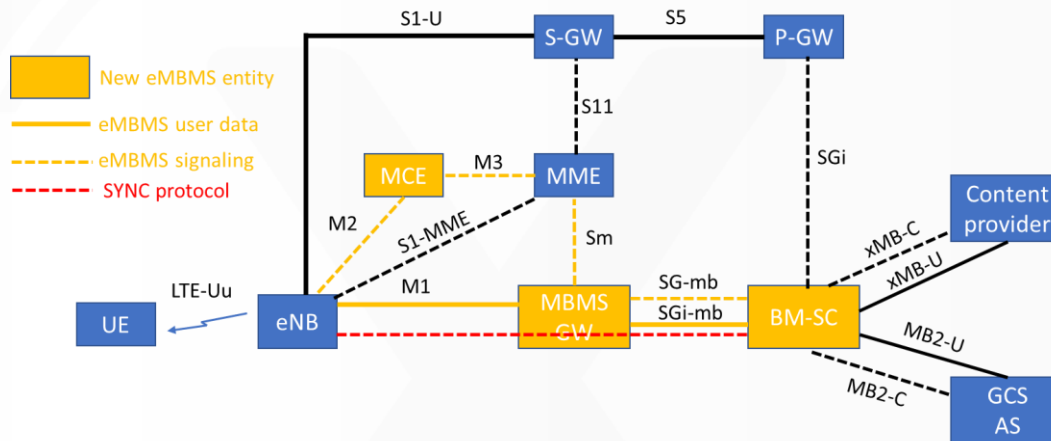 S1-U
S5
S-GW
P-GW
New eMBMS entity
eMBMS user data
eMBMS signaling
SYNC protocol
S11
SGi
MCE
M3
MME
M2
S1-MME
Sm
Content
provider
xMB-C
xMB-U
LTE-Uu
UE
eNB
M1
MBMS
GW
SG-mb
SGi-mb
BM-SC
MB2-U
MB2-C
GCS
AS